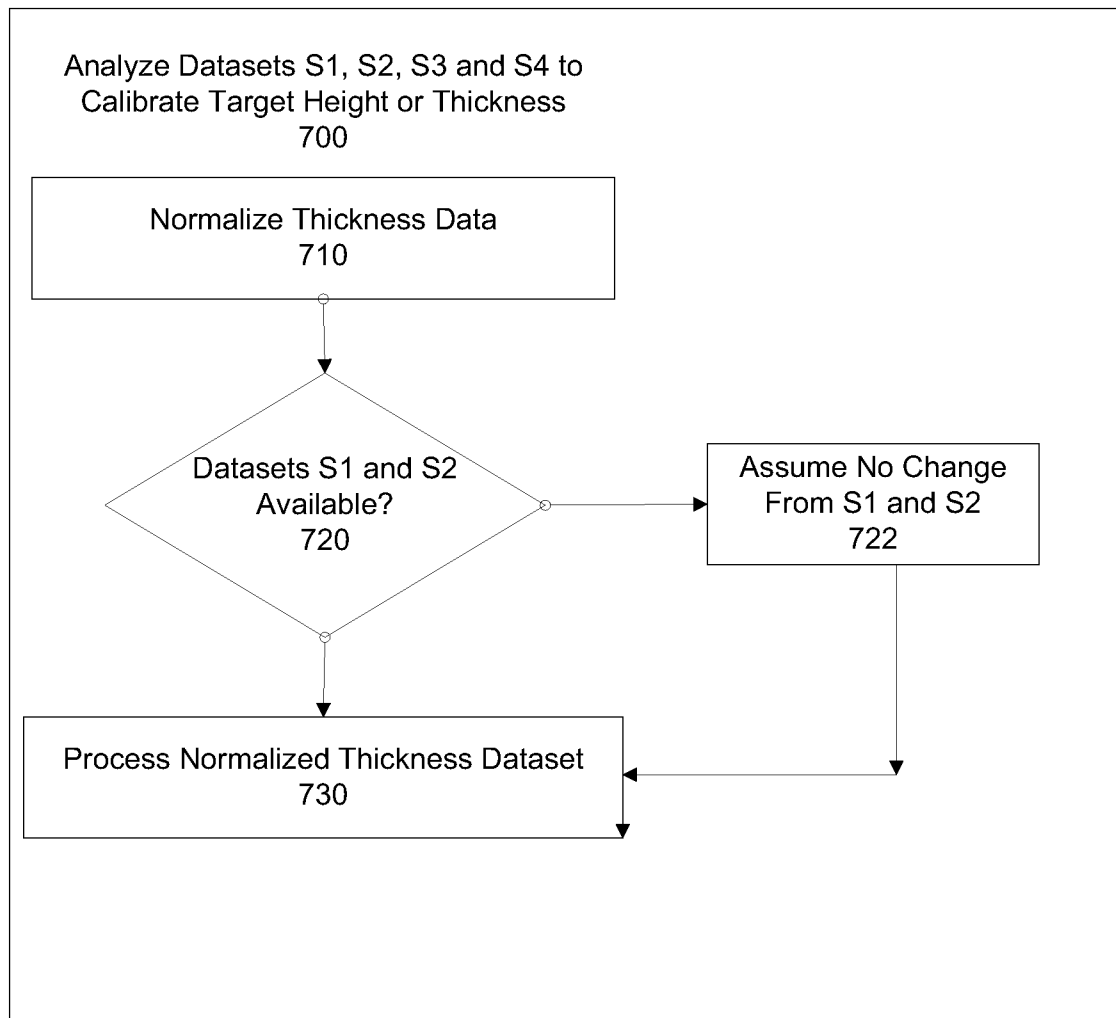 Analyze Datasets S1, S2, S3 and S4 to
Calibrate Target Height or Thickness
700
Normalize Thickness Data
710
Datasets S1 and S2
Available?
720
Assume No Change
From S1 and S2
722
Process Normalized Thickness Dataset
730